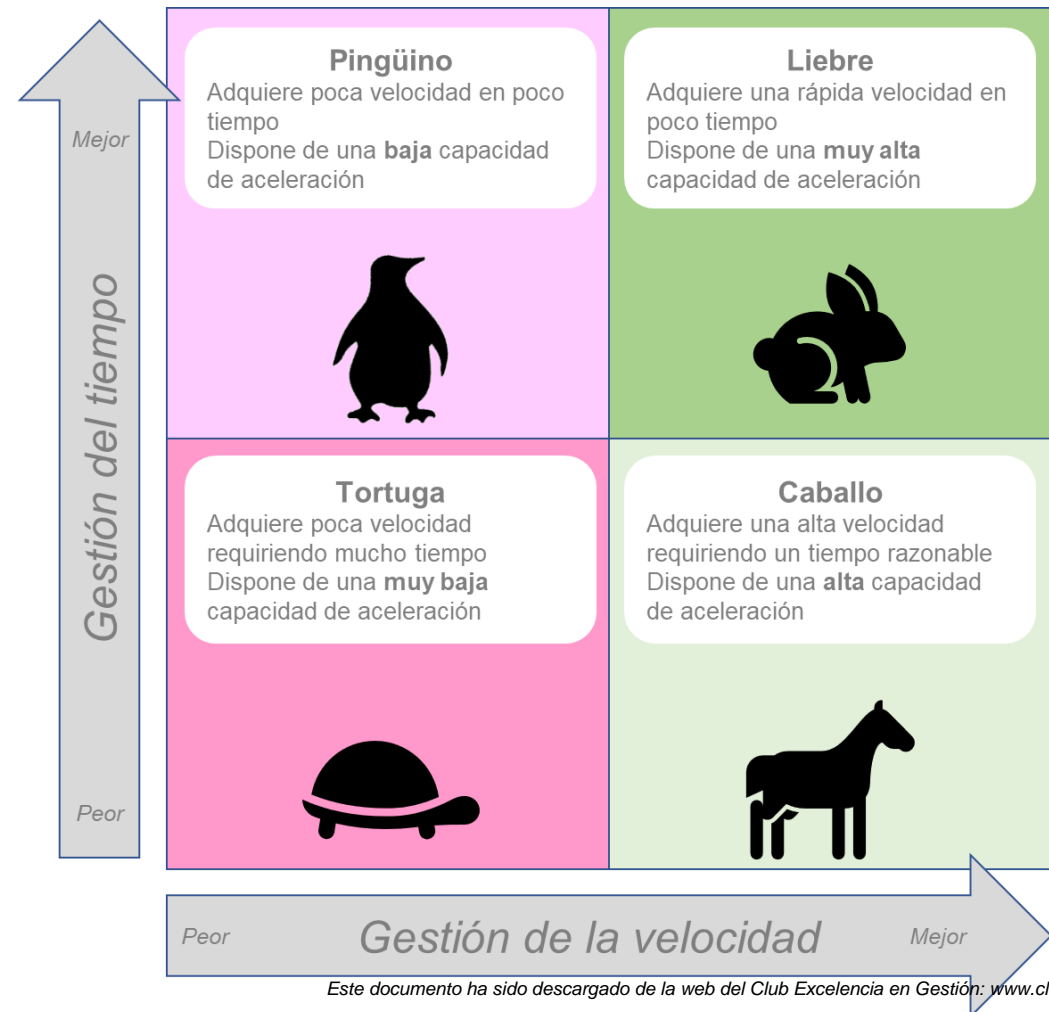 Pingüino
Adquiere poca velocidad en poco
tiempo
Dispone de una baja capacidad
de aceleración
Liebre
Adquiere una rápida velocidad en
poco tiempo
Dispone de una muy alta
capacidad de aceleración
Mejor
Gestión del tiempo
Peor
Tortuga
Adquiere poca velocidad
requiriendo mucho tiempo
Dispone de una muy baja
capacidad de aceleración
Caballo
Adquiere una alta velocidad
requiriendo un tiempo razonable
Dispone de una alta capacidad
de aceleración
Peor
Gestión de la velocidad
Mejor
Este documento ha sido descargado de la web del Club Excelencia en Gestión: www.cl